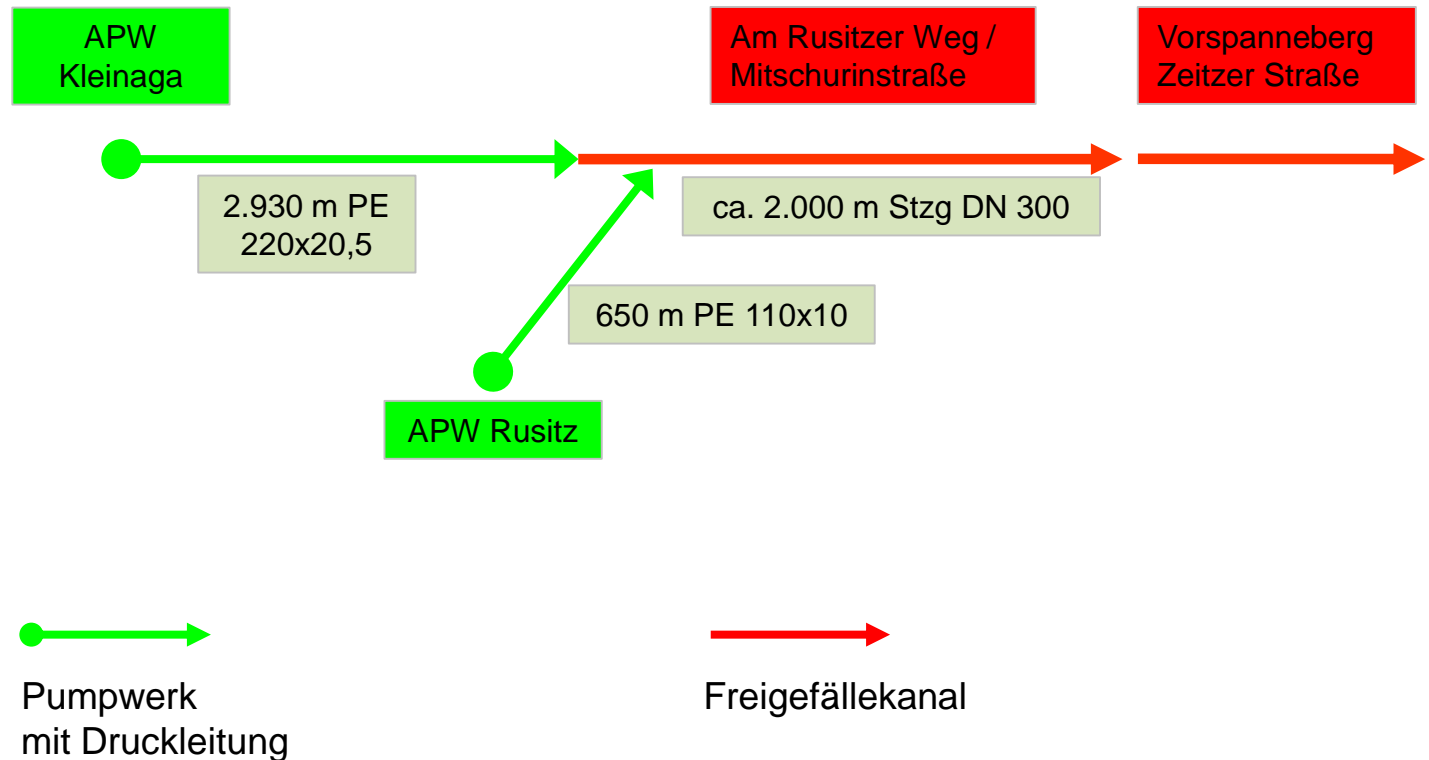 APW
Kleinaga
Am Rusitzer Weg /
Mitschurinstraße
Vorspanneberg
Zeitzer Straße
2.930 m PE
220x20,5
ca. 2.000 m Stzg DN 300
650 m PE 110x10
APW Rusitz
Pumpwerk
mit Druckleitung
Freigefällekanal